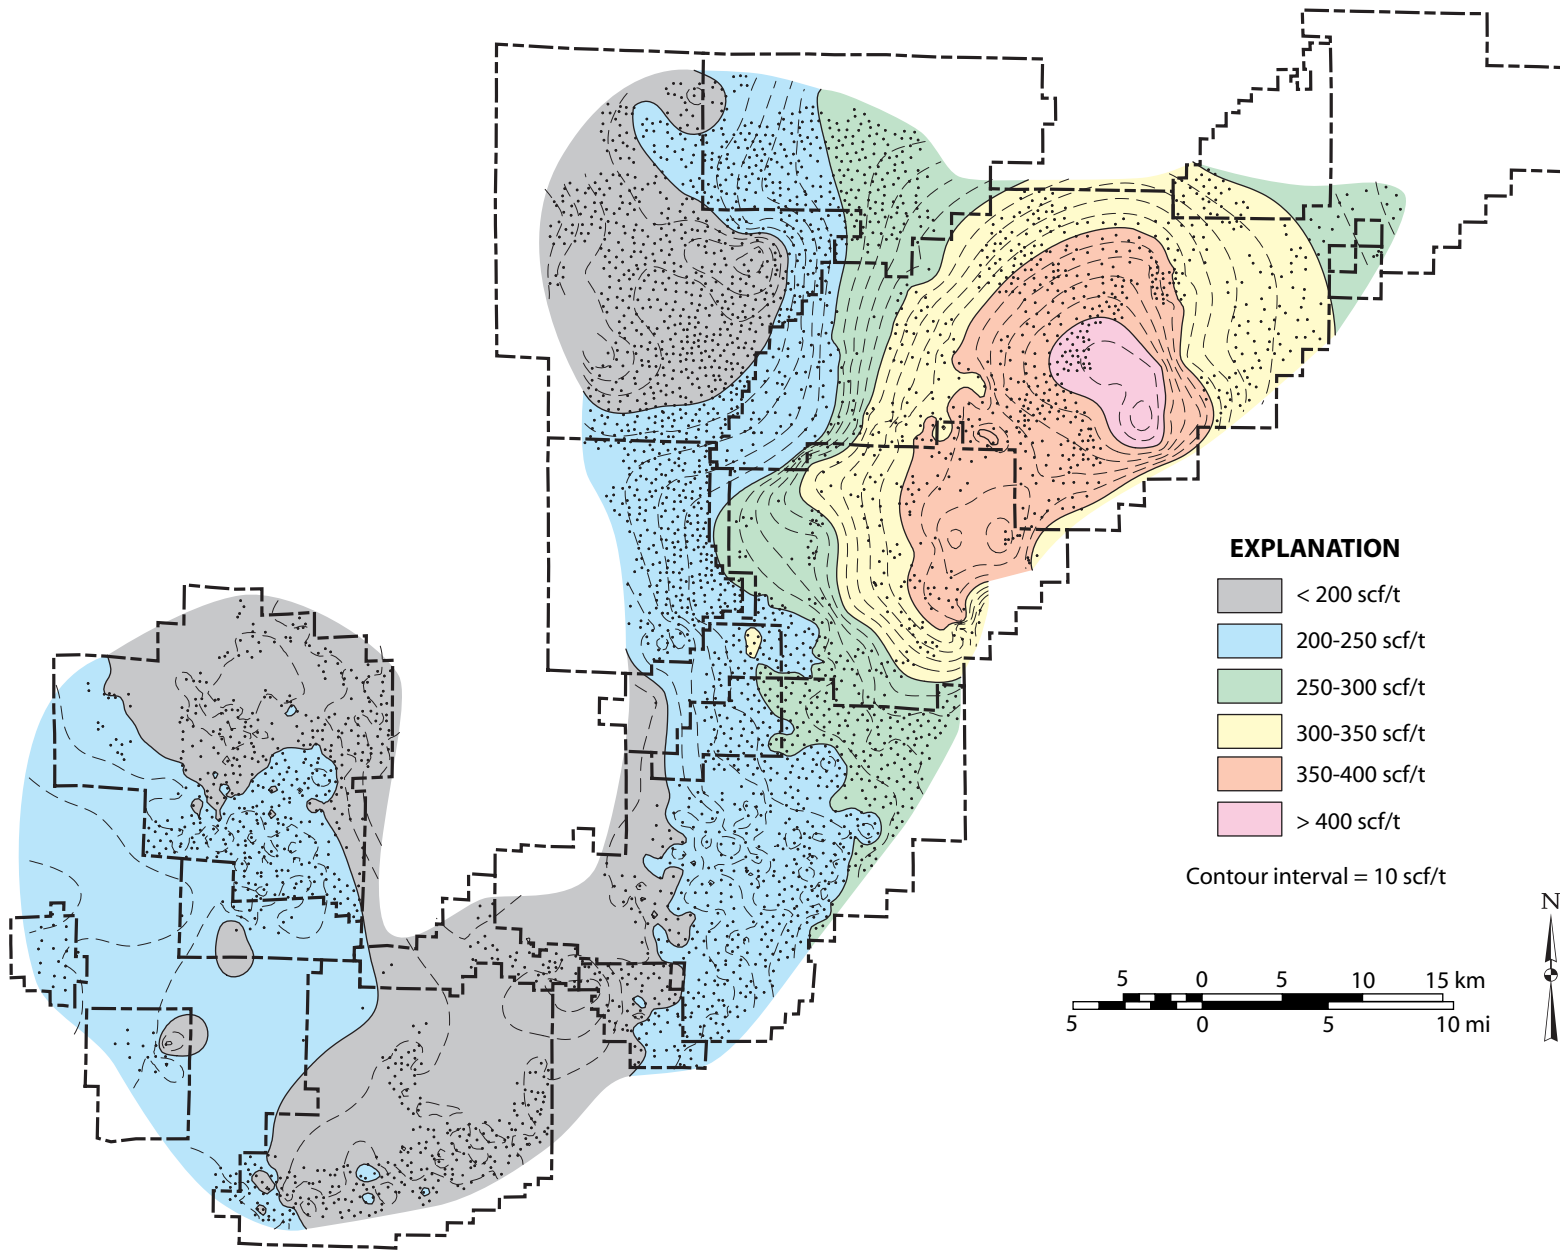 EXPLANATION
< 200 scf/t
200-250 scf/t
250-300 scf/t
300-350 scf/t
350-400 scf/t
> 400 scf/t
Contour interval = 10 scf/t
N
5 0 5 10 15 km
5 0 5 10 mi